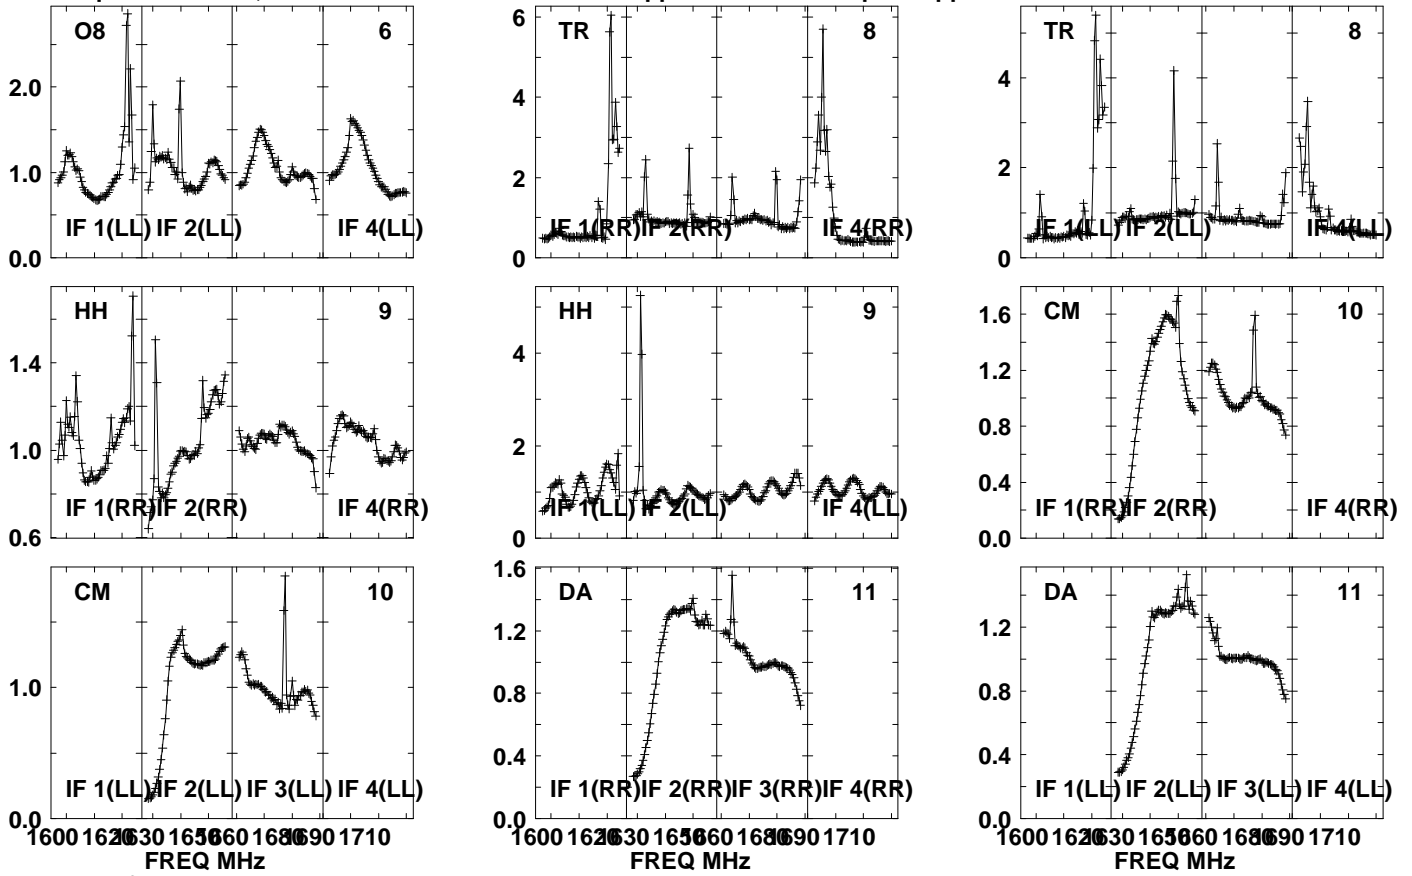 O8 6
2.0
1.0
0.0
IF 1(LL) IF 2(LL) IF 4(LL)
TR 8
6
4
2
0
IF 1(RR) IF 2(RR) IF 4(RR)
TR 8
4
2
0
IF 1(LL) IF 2(LL) IF 4(LL)
HH 9
1.4
1.0
0.6
IF 1(RR) IF 2(RR) IF 4(RR)
HH 9
4
2
0
IF 1(LL) IF 2(LL) IF 4(LL)
CM 10
1.6
1.2
0.8
0.4
0.0
IF 1(RR) IF 2(RR) IF 4(RR)
CM 10
1.0
0.0
IF 1(LL) IF 2(LL) IF 3(LL) IF 4(LL)
1600 1620 1630 1650 1660 1680 1690 1710
FREQ MHz
DA 11
1.6
1.2
0.8
0.4
0.0
IF 1(RR) IF 2(RR) IF 3(RR) IF 4(RR)
1600 1620 1630 1650 1660 1680 1690 1710
FREQ MHz
DA 11
1.2
0.8
0.4
0.0
IF 1(LL) IF 2(LL) IF 3(LL) IF 4(LL)
1600 1620 1630 1650 1660 1680 1690 1710
FREQ MHz